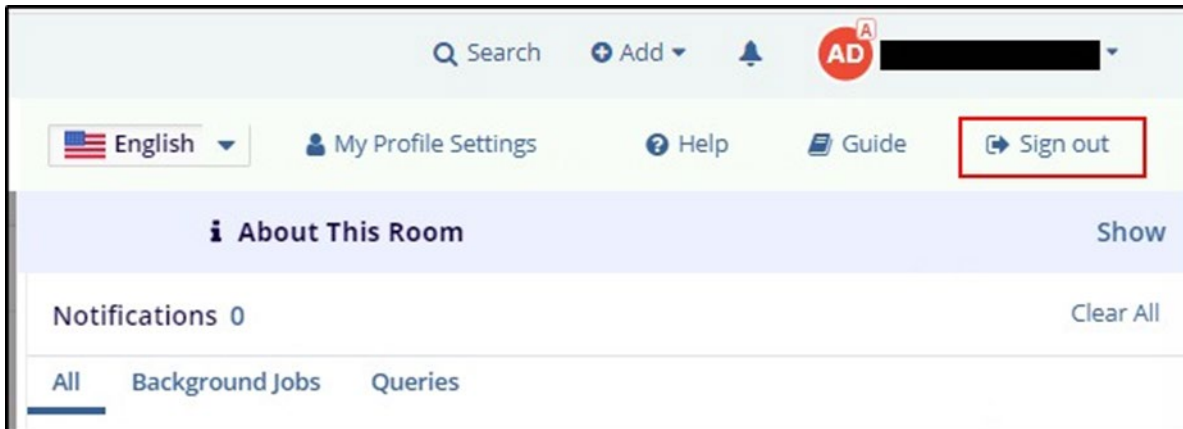 Search Add AD A
English My Profile Settings Help Guide Sign out
i About This Room Show
Notifications 0 Clear All
All Background Jobs Queries